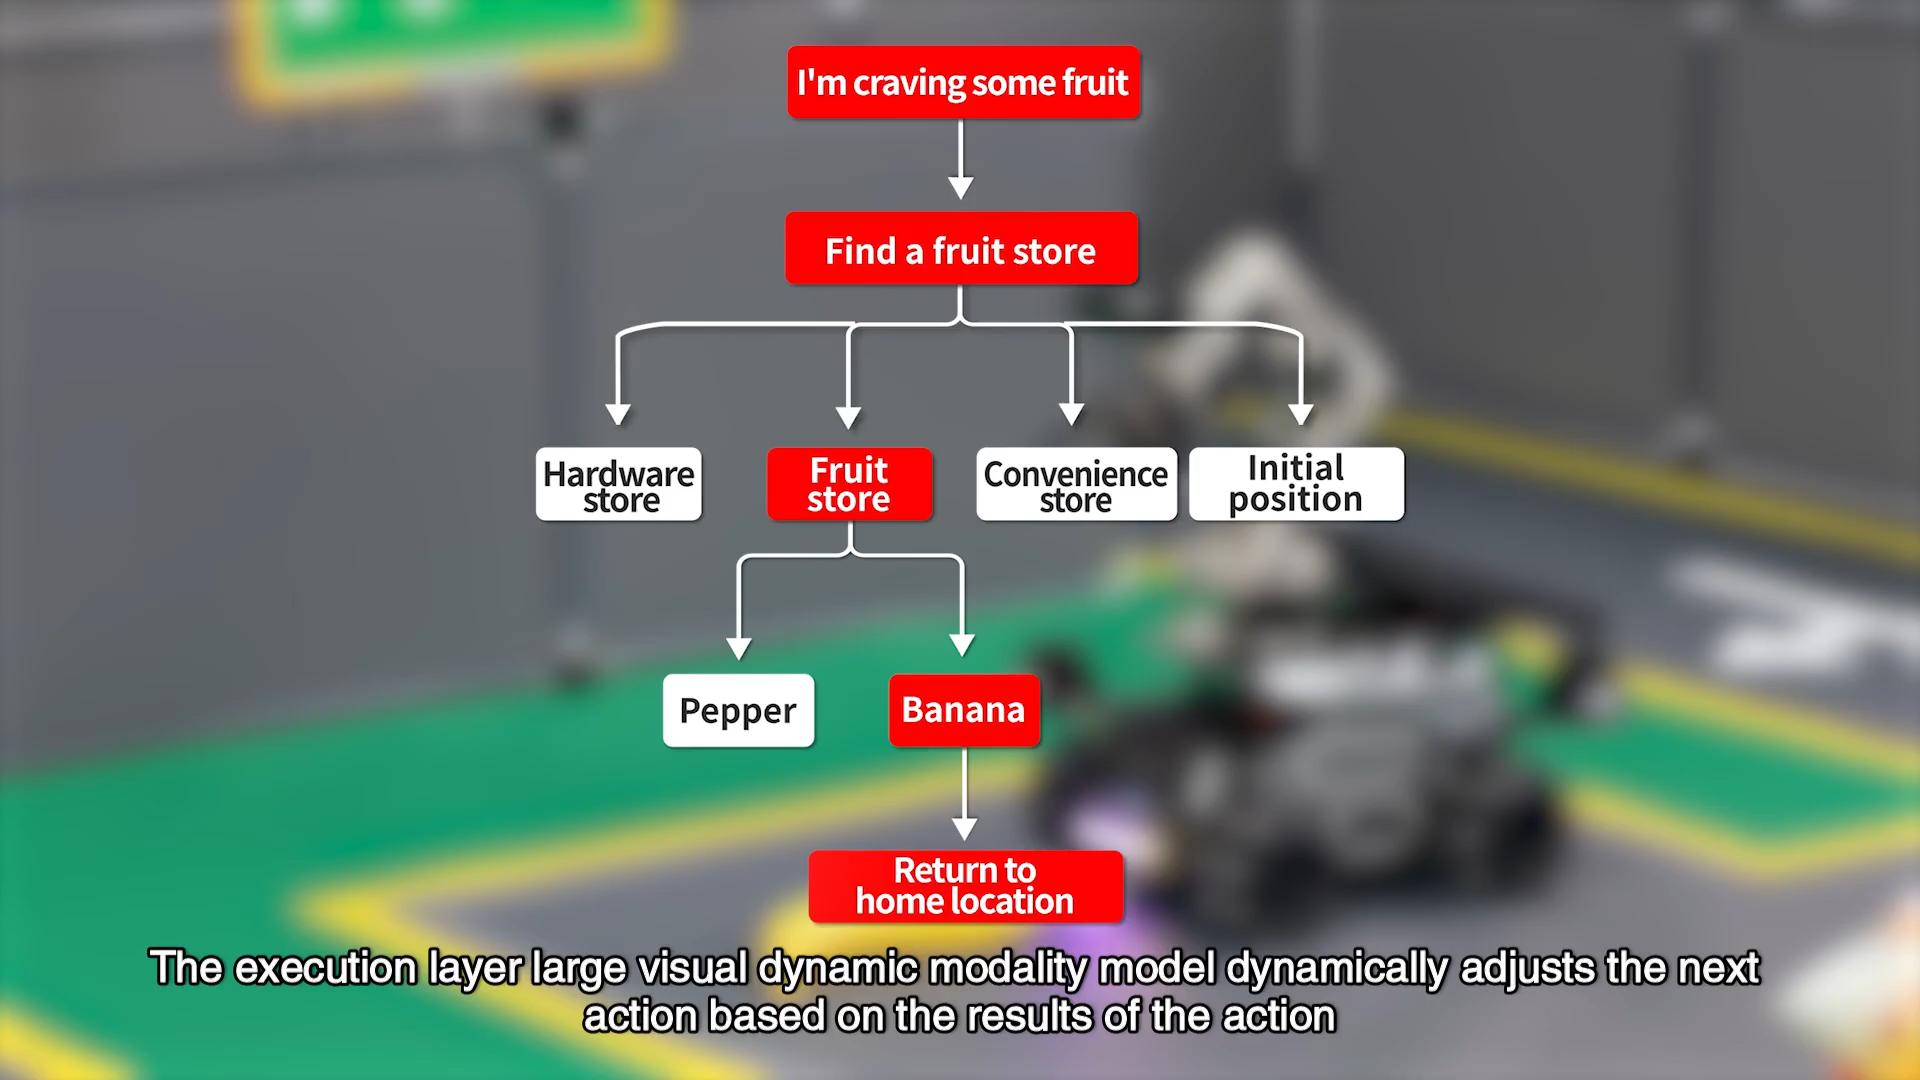 I'm craving some fruit
Find a fruit store
Hardware
store
Fruit
store
Convenience
store
Initial
position
Pepper
Banana
Return to
home location
The execution layer large visual dynamic modality model dynamically adjusts the next
action based on the results of the action